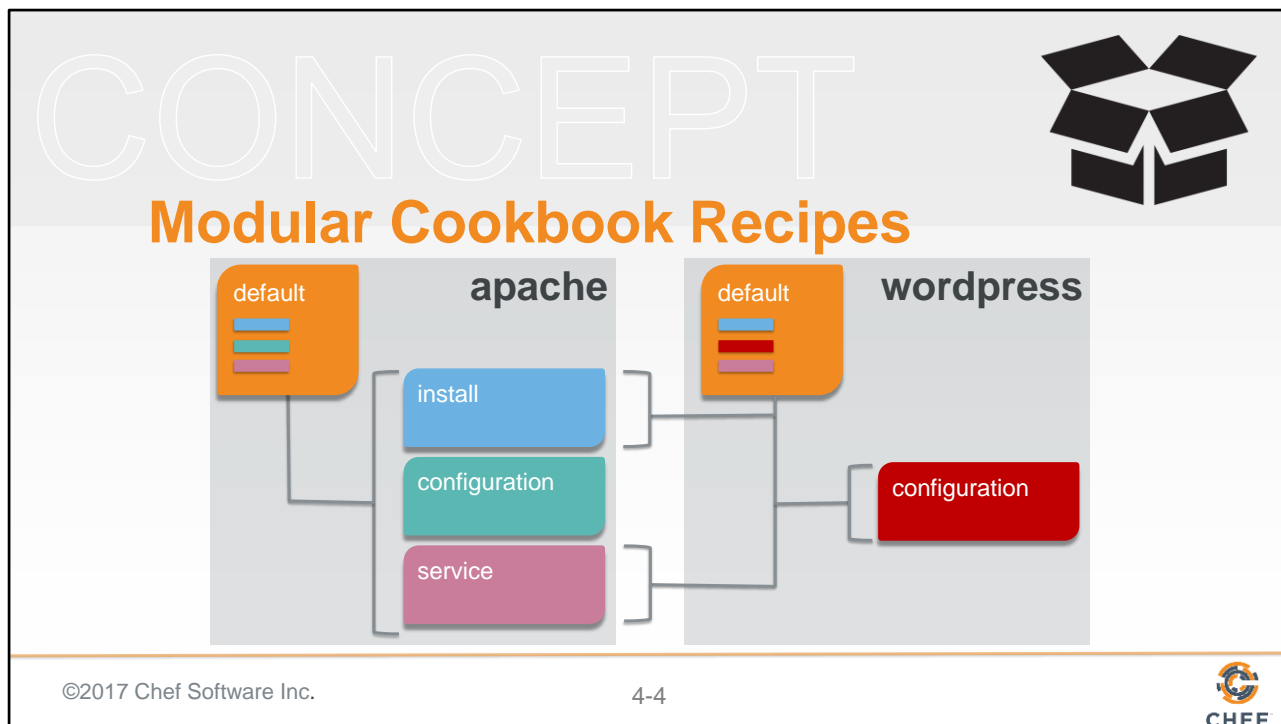 CONCEPT
Modular Cookbook Recipes
default
apache
install
configuration
service
default
wordpress
configuration
©2017 Chef Software Inc.
4-4
CHEF